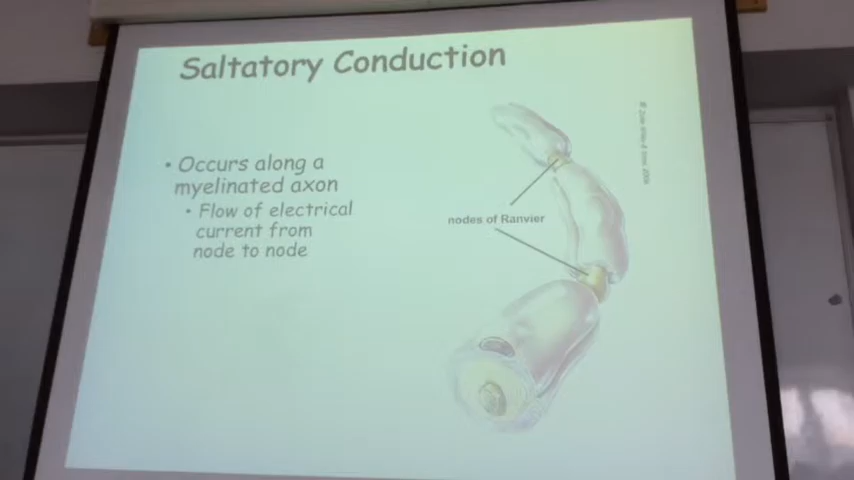 Saltatory Conduction
• Occurs along a
myelinated axon
• Flow of electrical
current from
node to node
nodes of Ranvier